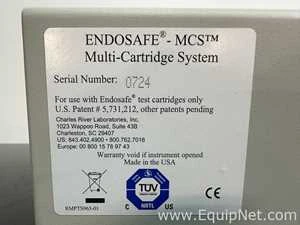 ENDOSAFE®- MCS™
Multi-Cartridge System
Serial Number: 0724
For use with Endosafe® test cartridges only
U.S. Patent # 5,731,212, other patents pending
Charles River Laboratories, Inc.
1023 Wappoo Road, Suite 43B
Charleston, SC 29407
US: 843.402.4900 • 800.762.7016
Europe: 00 800 15 78 97 43
Warranty void if instrument opened
Made in the USA
TÜV
C NRTL US
RMPTS063-01
www.EquipNet.com